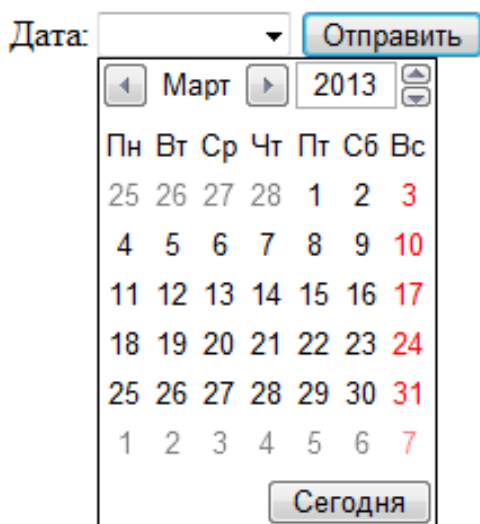 Дата: Отправить
Март 2013
Пн Вт Ср Чт Пт Сб Вс
25 26 27 28 1 2 3
4 5 6 7 8 9 10
11 12 13 14 15 16 17
18 19 20 21 22 23 24
25 26 27 28 29 30 31
1 2 3 4 5 6 7
Сегодня